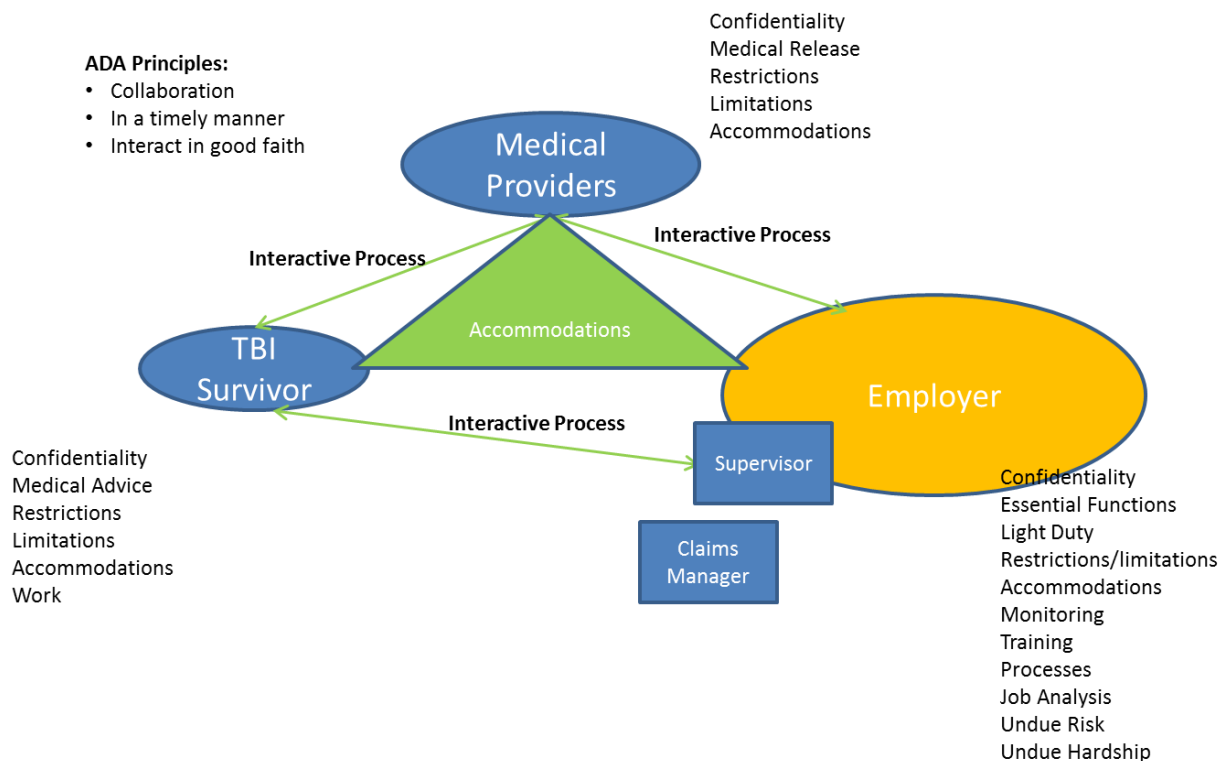 Confidentiality
Medical Release
Restrictions
Limitations
Accommodations
ADA Principles:
• Collaboration
• In a timely manner
• Interact in good faith
Medical
Providers
Interactive Process
Interactive Process
Accommodations
TBI
Survivor
Employer
Interactive Process
Supervisor
Claims
Manager
Confidentiality
Medical Advice
Restrictions
Limitations
Accommodations
Work
Confidentiality
Essential Functions
Light Duty
Restrictions/limitations
Accommodations
Monitoring
Training
Processes
Job Analysis
Undue Risk
Undue Hardship